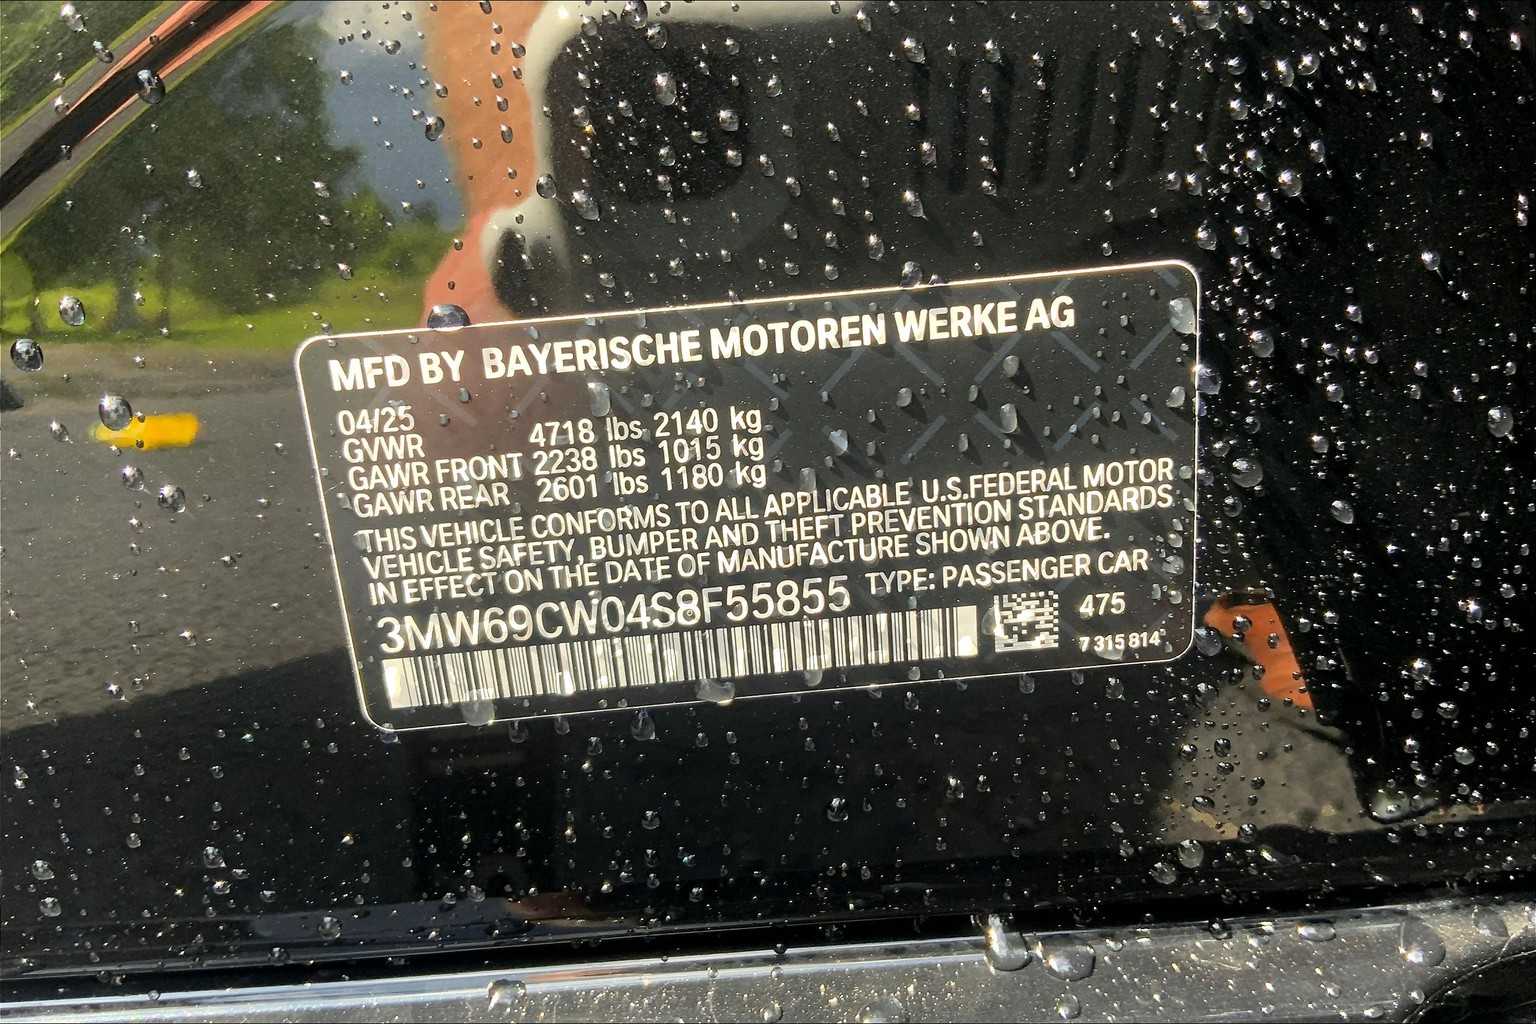 MFD BY BAYERISCHE MOTOREN WERKE AG
04/25
GVWR 4718 lbs 2140 kg
GAWR FRONT 2238 lbs 1015 kg
GAWR REAR 2601 lbs 1180 kg
THIS VEHICLE CONFORMS TO ALL APPLICABLE U.S.FEDERAL MOTOR
VEHICLE SAFETY, BUMPER AND THEFT PREVENTION STANDARDS
IN EFFECT ON THE DATE OF MANUFACTURE SHOWN ABOVE.
3MW69CW04S8F55855 TYPE: PASSENGER CAR
475
7 315 814